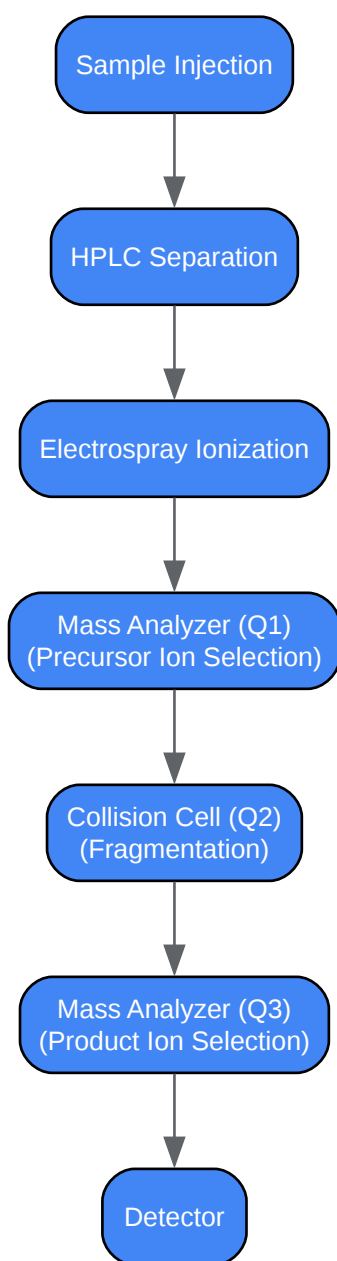 Sample Injection
HPLC Separation
Electrospray Ionization
Mass Analyzer (Q1)
(Precursor Ion Selection)
Collision Cell (Q2)
(Fragmentation)
Mass Analyzer (Q3)
(Product Ion Selection)
Detector